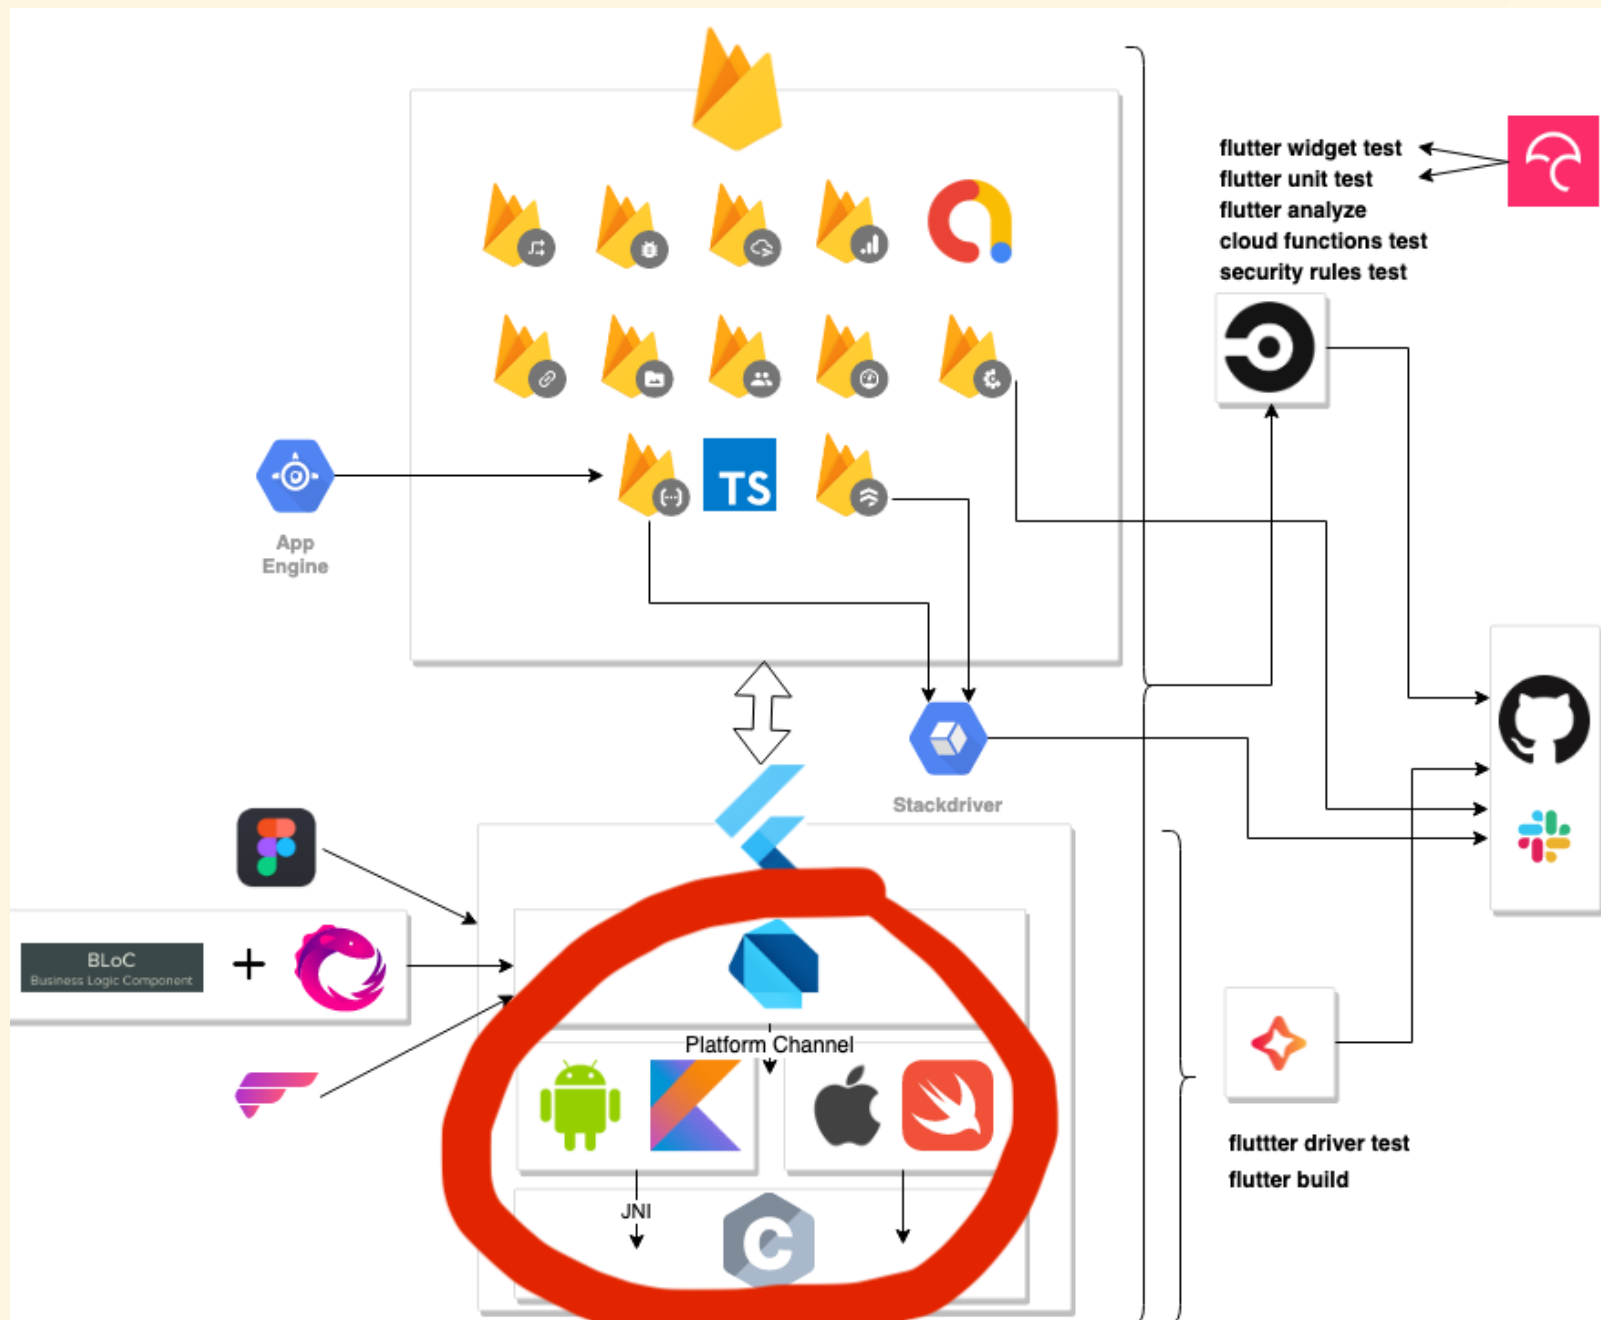 flutter widget test
flutter unit test
flutter analyze
cloud functions test
security rules test
TS
App
Engine
Stackdriver
BLoC
Business Logic Component
+
Platform Channel
JNI
C
fluttter driver test
flutter build